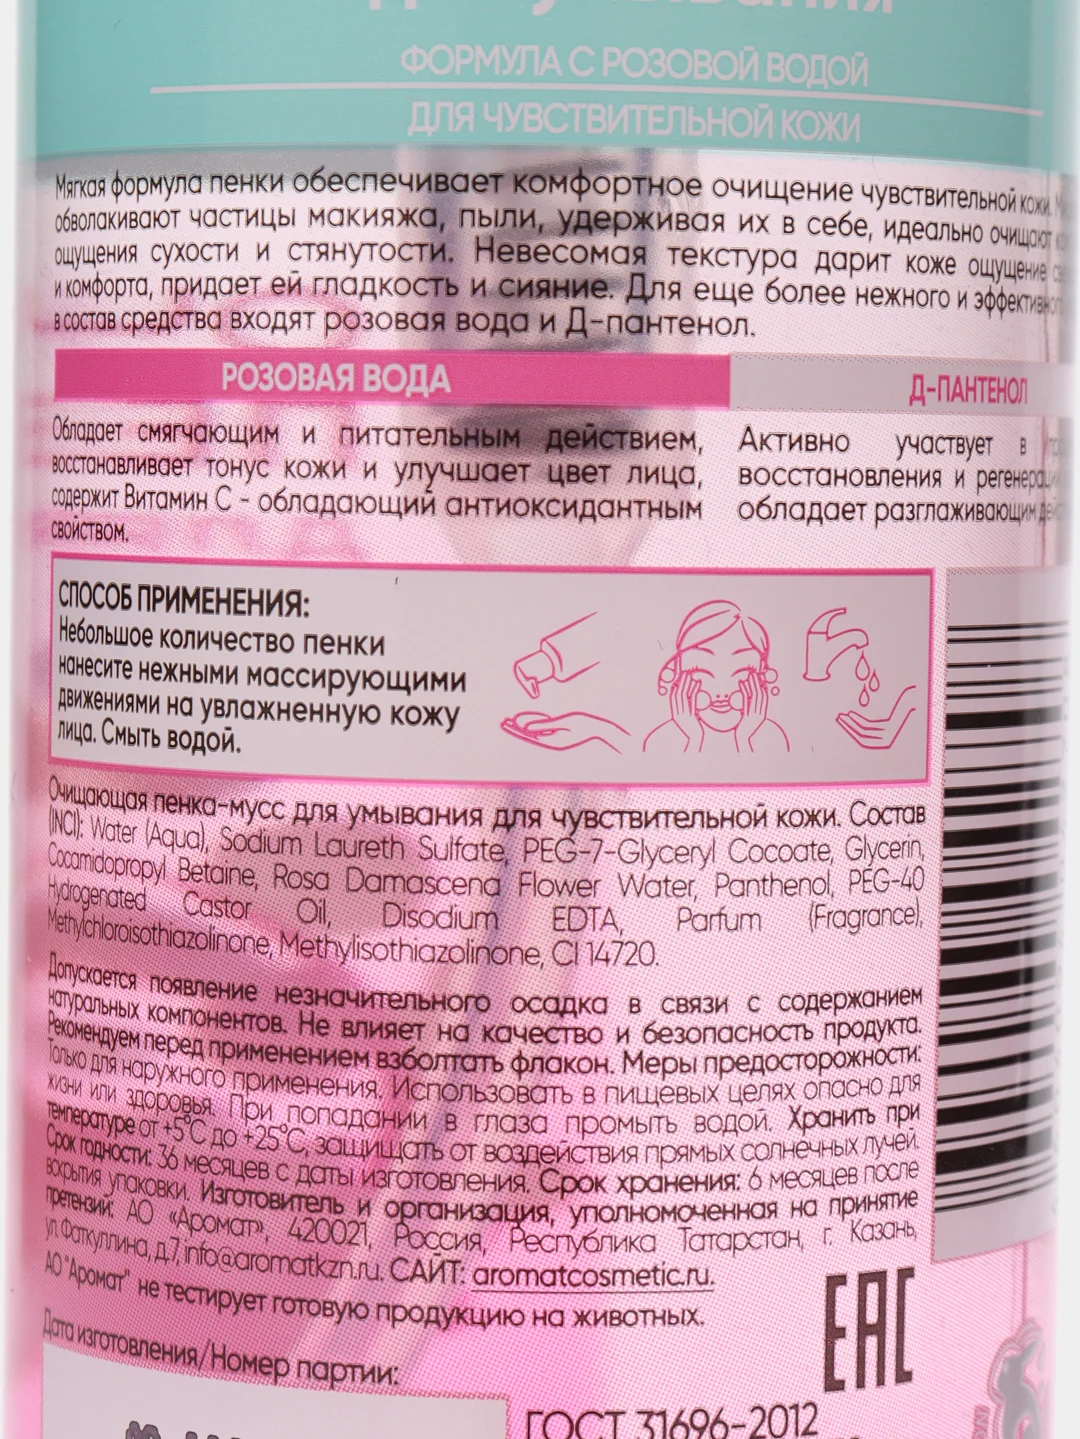 ФОРМУЛА С РОЗОВОЙ ВОДОЙ
ДЛЯ ЧУВСТВИТЕЛЬНОЙ КОЖИ
Мягкая формула пенки обеспечивает комфортное очищение чувствительной кожи.
обволакивают частицы макияжа, пыли, удерживая их в себе, идеально очищают
ощущения сухости и стянутости. Невесомая текстура дарит коже ощущение
и комфорта, придает ей гладкость и сияние. Для еще более нежного и
в состав средства входят розовая вода и Д-пантенол.
РОЗОВАЯ ВОДА
Д-ПАНТЕНОЛ
Обладает смягчающим и питательным действием,
восстанавливает тонус кожи и улучшает цвет лица,
содержит Витамин С - обладающий антиоксидантным
свойством.
Активно участвует в
восстановления и
обладает разглаживающим
СПОСОБ ПРИМЕНЕНИЯ:
Небольшое количество пенки
нанесите нежными массирующими
движениями на увлажненную кожу
лица. Смыть водой.
Очищающая пенка-мусс для умывания для чувствительной кожи. Состав
(INCI): Water (Aqua), Sodium Laureth Sulfate, PEG-7-Glyceryl Cocoate, Glycerin,
Cocamidopropyl Betaine, Rosa Damascena Flower Water, Panthenol, PEG-40
Hydrogenated Castor Oil, Disodium EDTA, Parfum (Fragrance),
Methylchloroisothiazolinone, Methylisothiazolinone, CI 14720.
Допускается появление незначительного осадка в связи с содержанием
натуральных компонентов. Не влияет на качество и безопасность продукта.
Рекомендуем перед применением взболтать флакон. Меры предосторожности:
Только для наружного применения. Использовать в пищевых целях опасно для
жизни или здоровья. При попадании в глаза промыть водой. Хранить при
температуре от +5°С до +25°С, защищать от воздействия прямых солнечных лучей.
Срок годности: 36 месяцев с даты изготовления. Срок хранения: 6 месяцев после
вскрытия упаковки. Изготовитель и организация, уполномоченная на принятие
претензий: АО «Аромат», 420021, Россия, Республика Татарстан, г. Казань,
ул. Фаткуллина, д.7, info@aromatkzn.ru. САЙТ: aromatcosmetic.ru.
АО "Аромат" не тестирует готовую продукцию на животных.
Дата изготовления/Номер партии:
EAC
ГОСТ 31696-2012